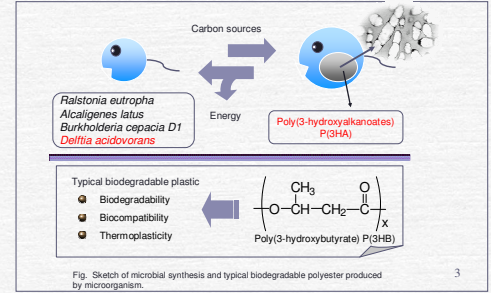 Carbon sources
Energy
Ralstonia eutropha
Alcaligenes latus
Burkholderia cepacia D1
Delftia acidovorans
Poly(3-hydroxyalkanoates)
P(3HA)
Typical biodegradable plastic
Biodegradability
Biocompatibility
Thermoplasticity
CH3 O
O—CH—CH2—C
x
Poly(3-hydroxybutyrate) P(3HB)
Fig. Sketch of microbial synthesis and typical biodegradable polyester produced
by microorganism.
3